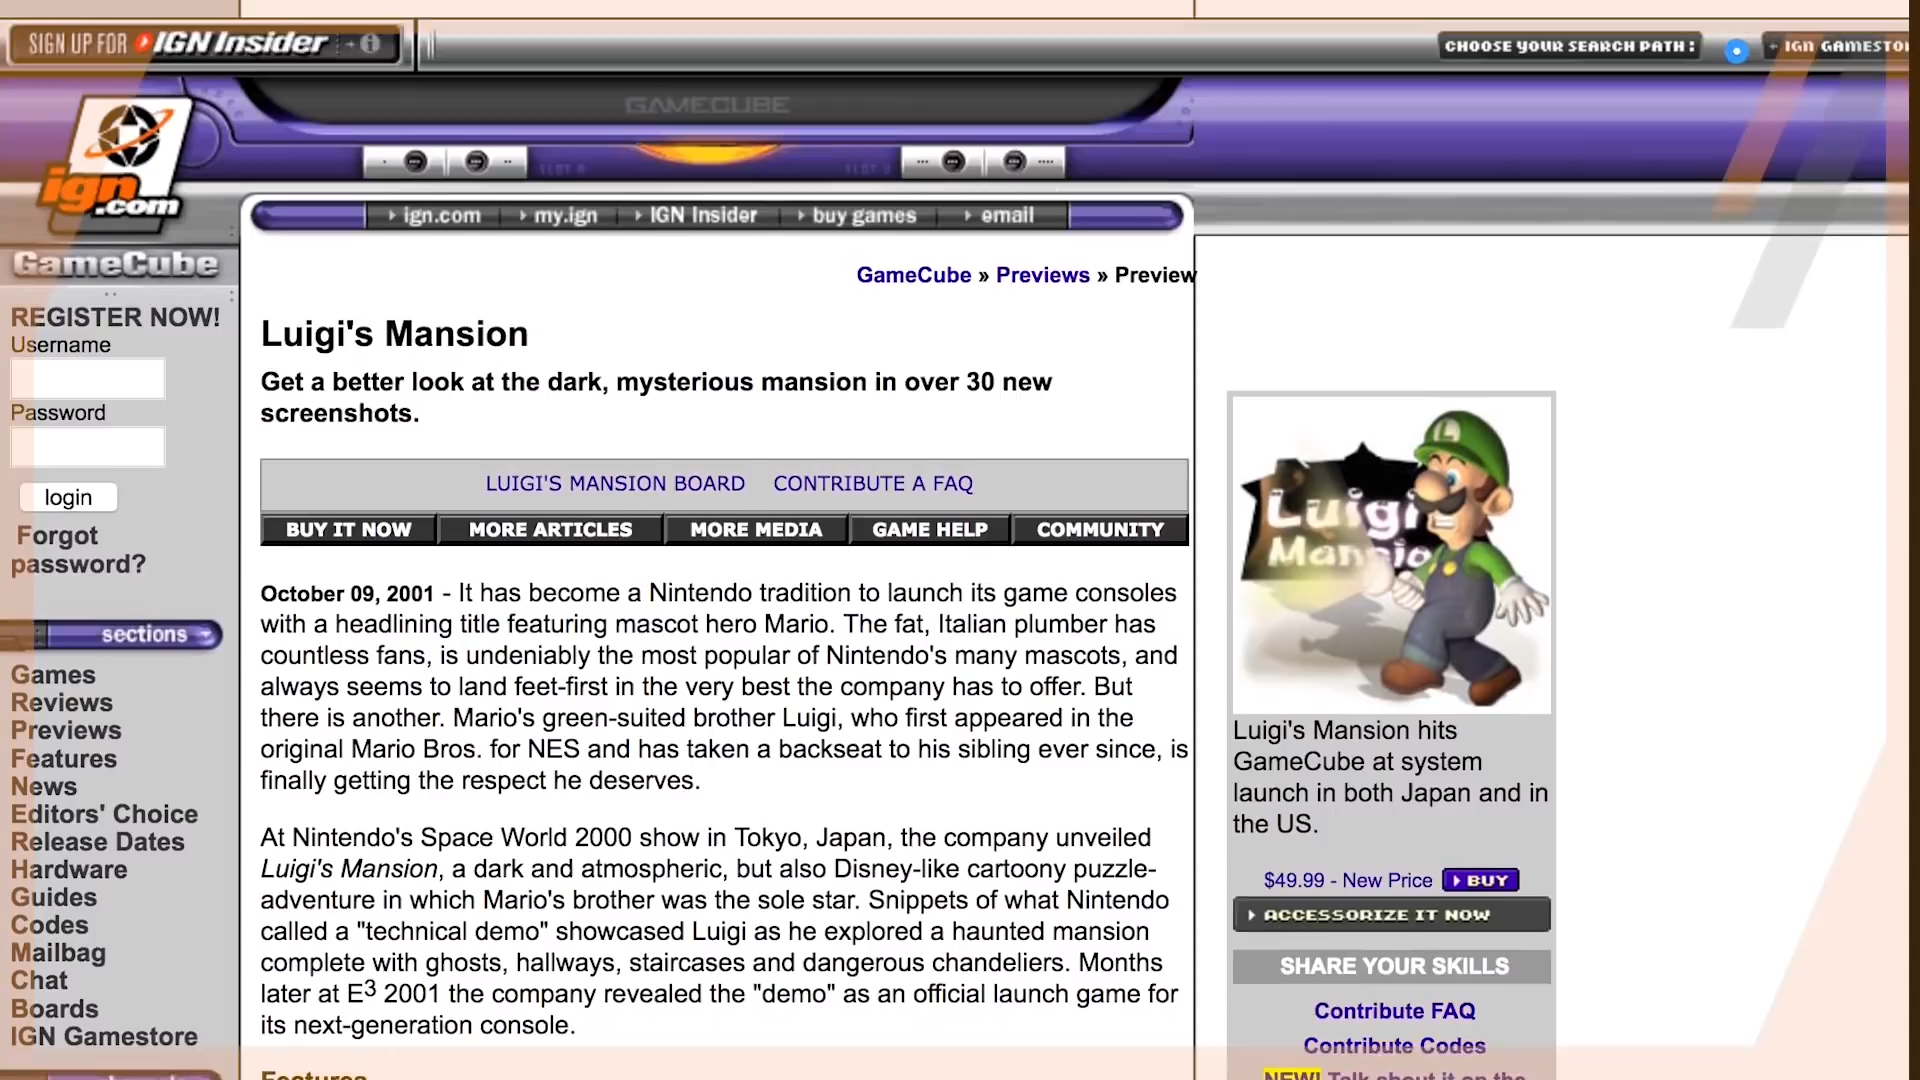 SIGN UP FOR IGN Insider
CHOOSE YOUR SEARCH PATH:
GAMECUBE
ign.com
ign.com
my.ign
IGN Insider
buy games
email
GameCube
GameCube » Previews » Preview
REGISTER NOW!
Username
Password
login
Forgot
password?
sections
Games
Reviews
Previews
Features
News
Editors' Choice
Release Dates
Hardware
Guides
Codes
Mailbag
Chat
Boards
IGN Gamestore
Luigi's Mansion
Get a better look at the dark, mysterious mansion in over 30 new
screenshots.
LUIGI'S MANSION BOARD CONTRIBUTE A FAQ
BUY IT NOW MORE ARTICLES MORE MEDIA GAME HELP COMMUNITY
October 09, 2001 - It has become a Nintendo tradition to launch its game consoles
with a headlining title featuring mascot hero Mario. The fat, Italian plumber has
countless fans, is undeniably the most popular of Nintendo's many mascots, and
always seems to land feet-first in the very best the company has to offer. But
there is another. Mario's green-suited brother Luigi, who first appeared in the
original Mario Bros. for NES and has taken a backseat to his sibling ever since, is
finally getting the respect he deserves.
At Nintendo's Space World 2000 show in Tokyo, Japan, the company unveiled
Luigi's Mansion, a dark and atmospheric, but also Disney-like cartoony puzzle-
adventure in which Mario's brother was the sole star. Snippets of what Nintendo
called a "technical demo" showcased Luigi as he explored a haunted mansion
complete with ghosts, hallways, staircases and dangerous chandeliers. Months
later at E3 2001 the company revealed the "demo" as an official launch game for
its next-generation console.
Features
Luigi's Mansion hits
GameCube at system
launch in both Japan and in
the US.
$49.99 - New Price BUY
ACCESSORIZE IT NOW
SHARE YOUR SKILLS
Contribute FAQ
Contribute Codes
NEW! Talk about it on the